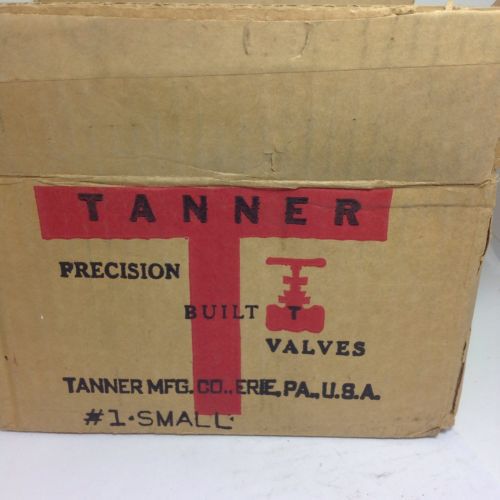 TANNER
PRECISION
BUILT T
VALVES
TANNER MFG. CO., ERIE, PA., U.S.A.
#1·SMALL·